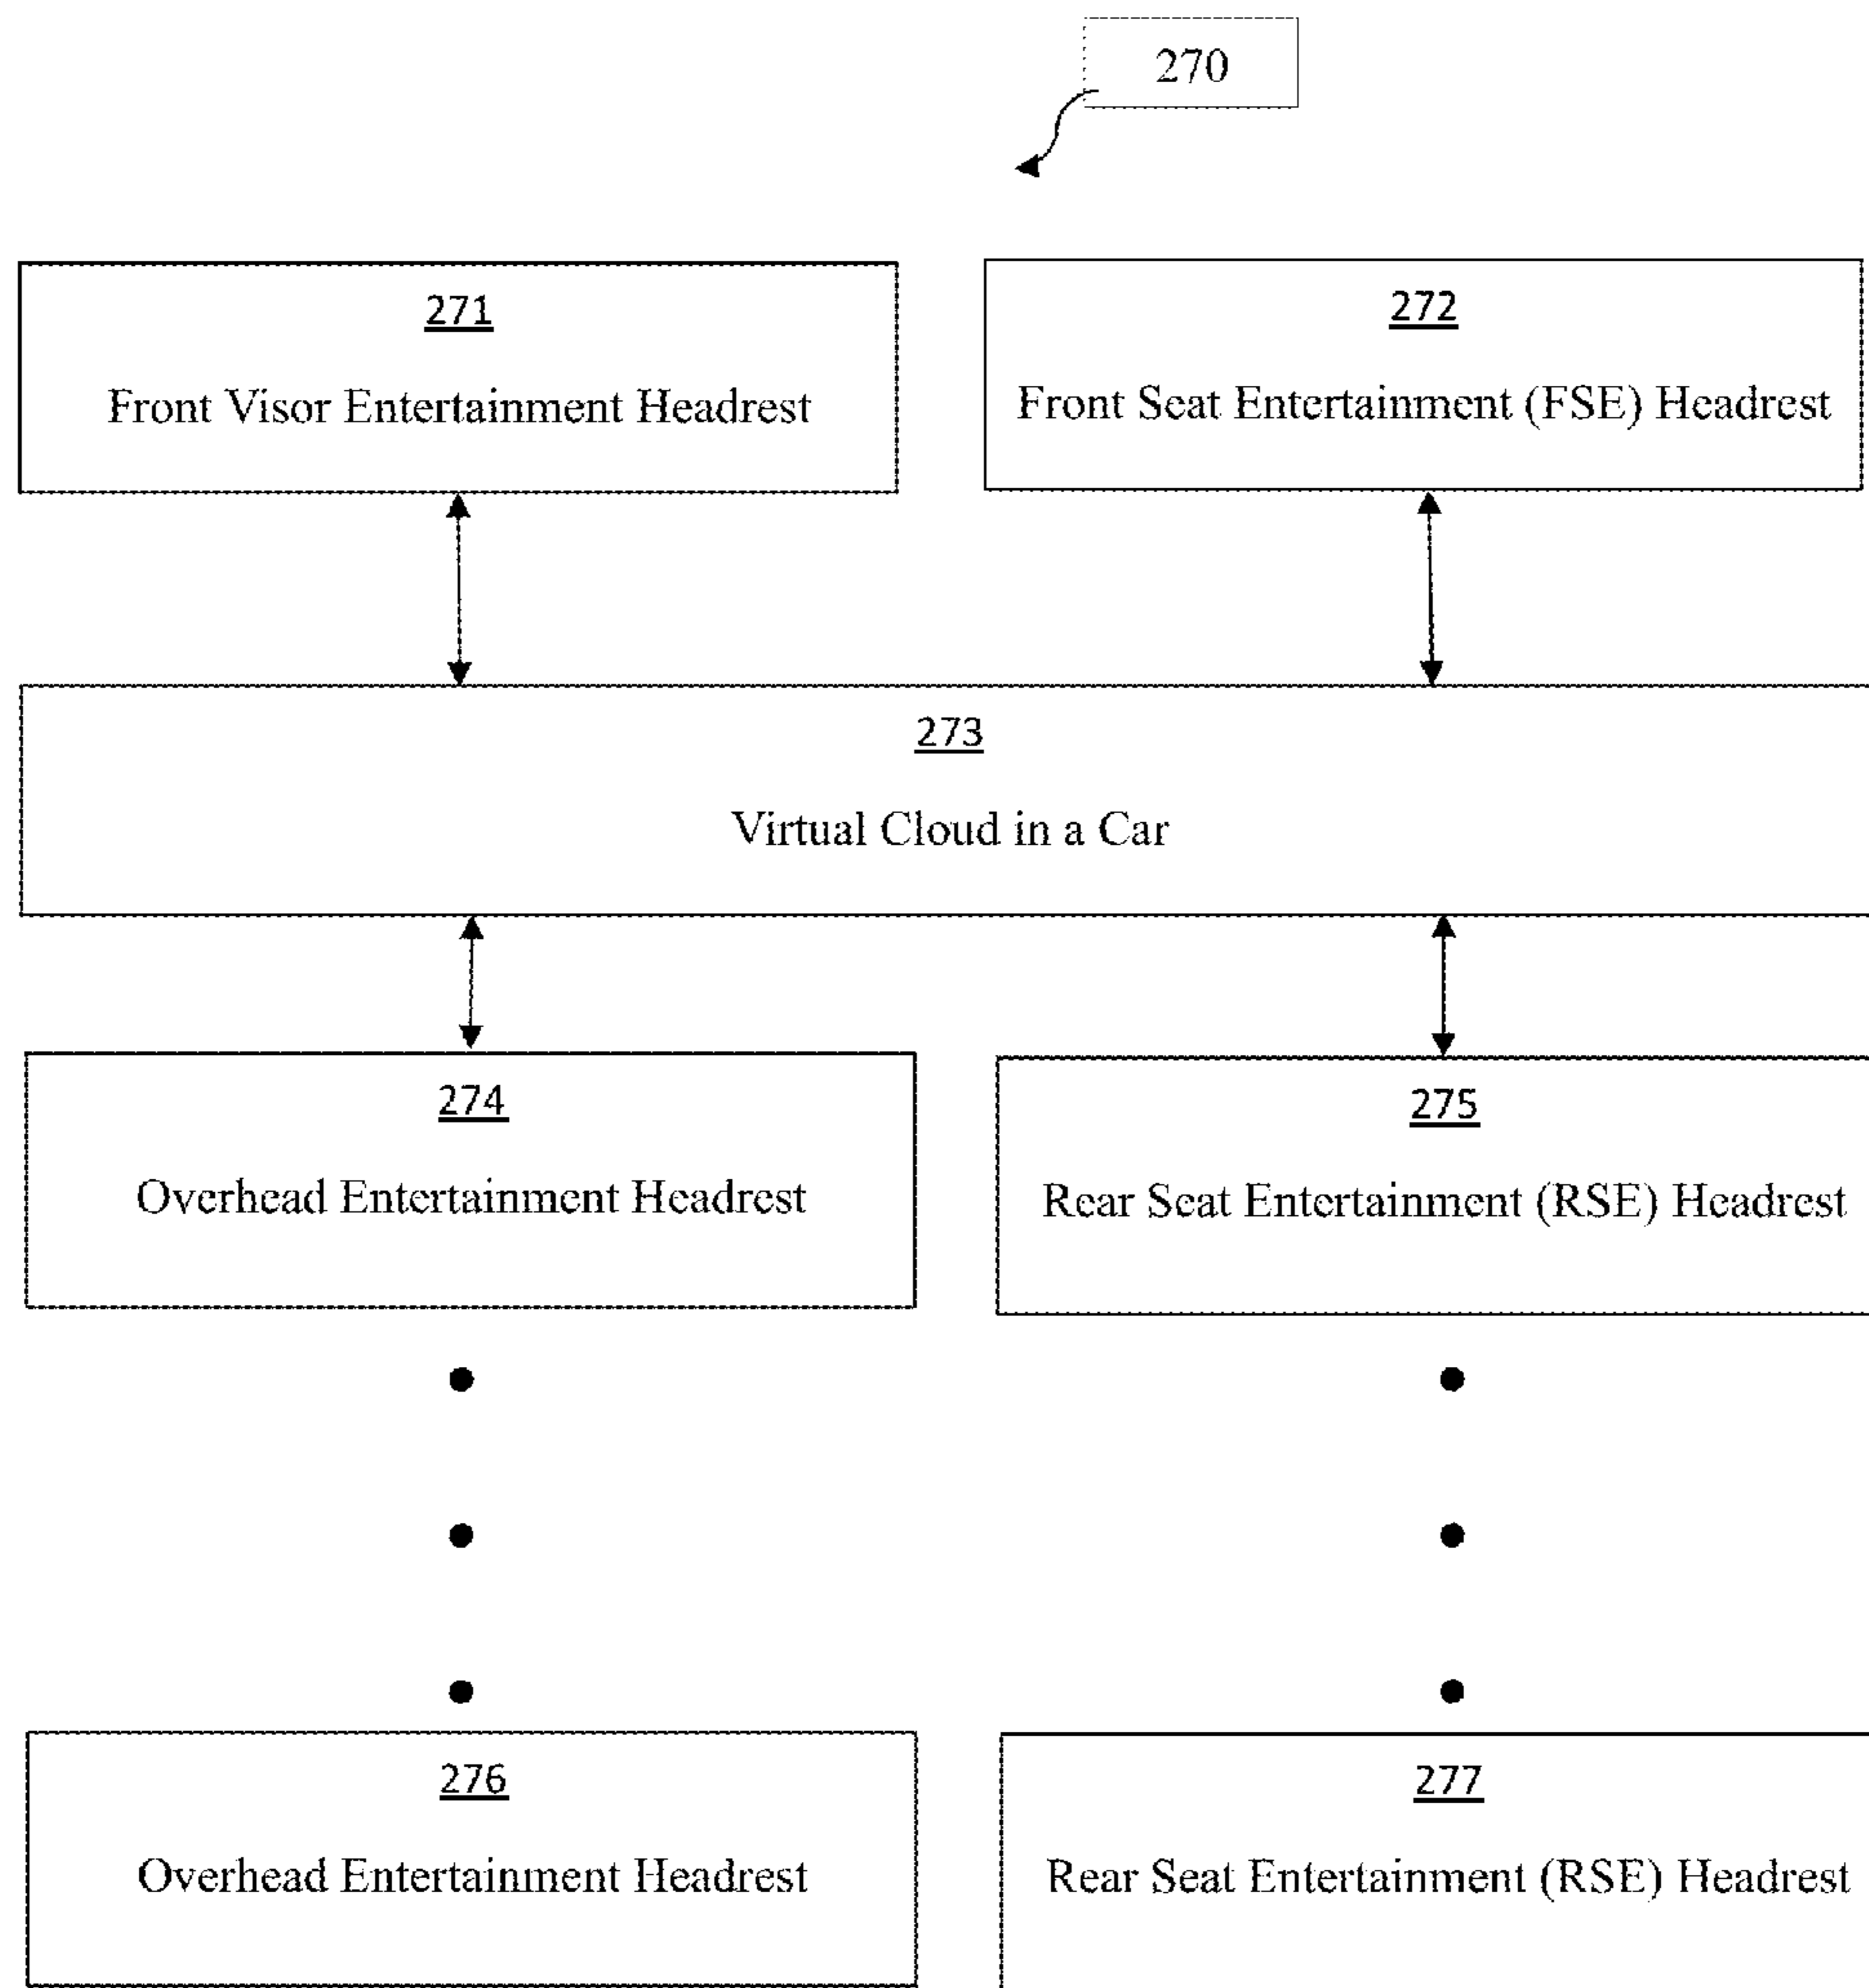 270
271
Front Visor Entertainment Headrest
272
Front Seat Entertainment (FSE) Headrest
273
Virtual Cloud in a Car
274
Overhead Entertainment Headrest
275
Rear Seat Entertainment (RSE) Headrest
276
Overhead Entertainment Headrest
277
Rear Seat Entertainment (RSE) Headrest